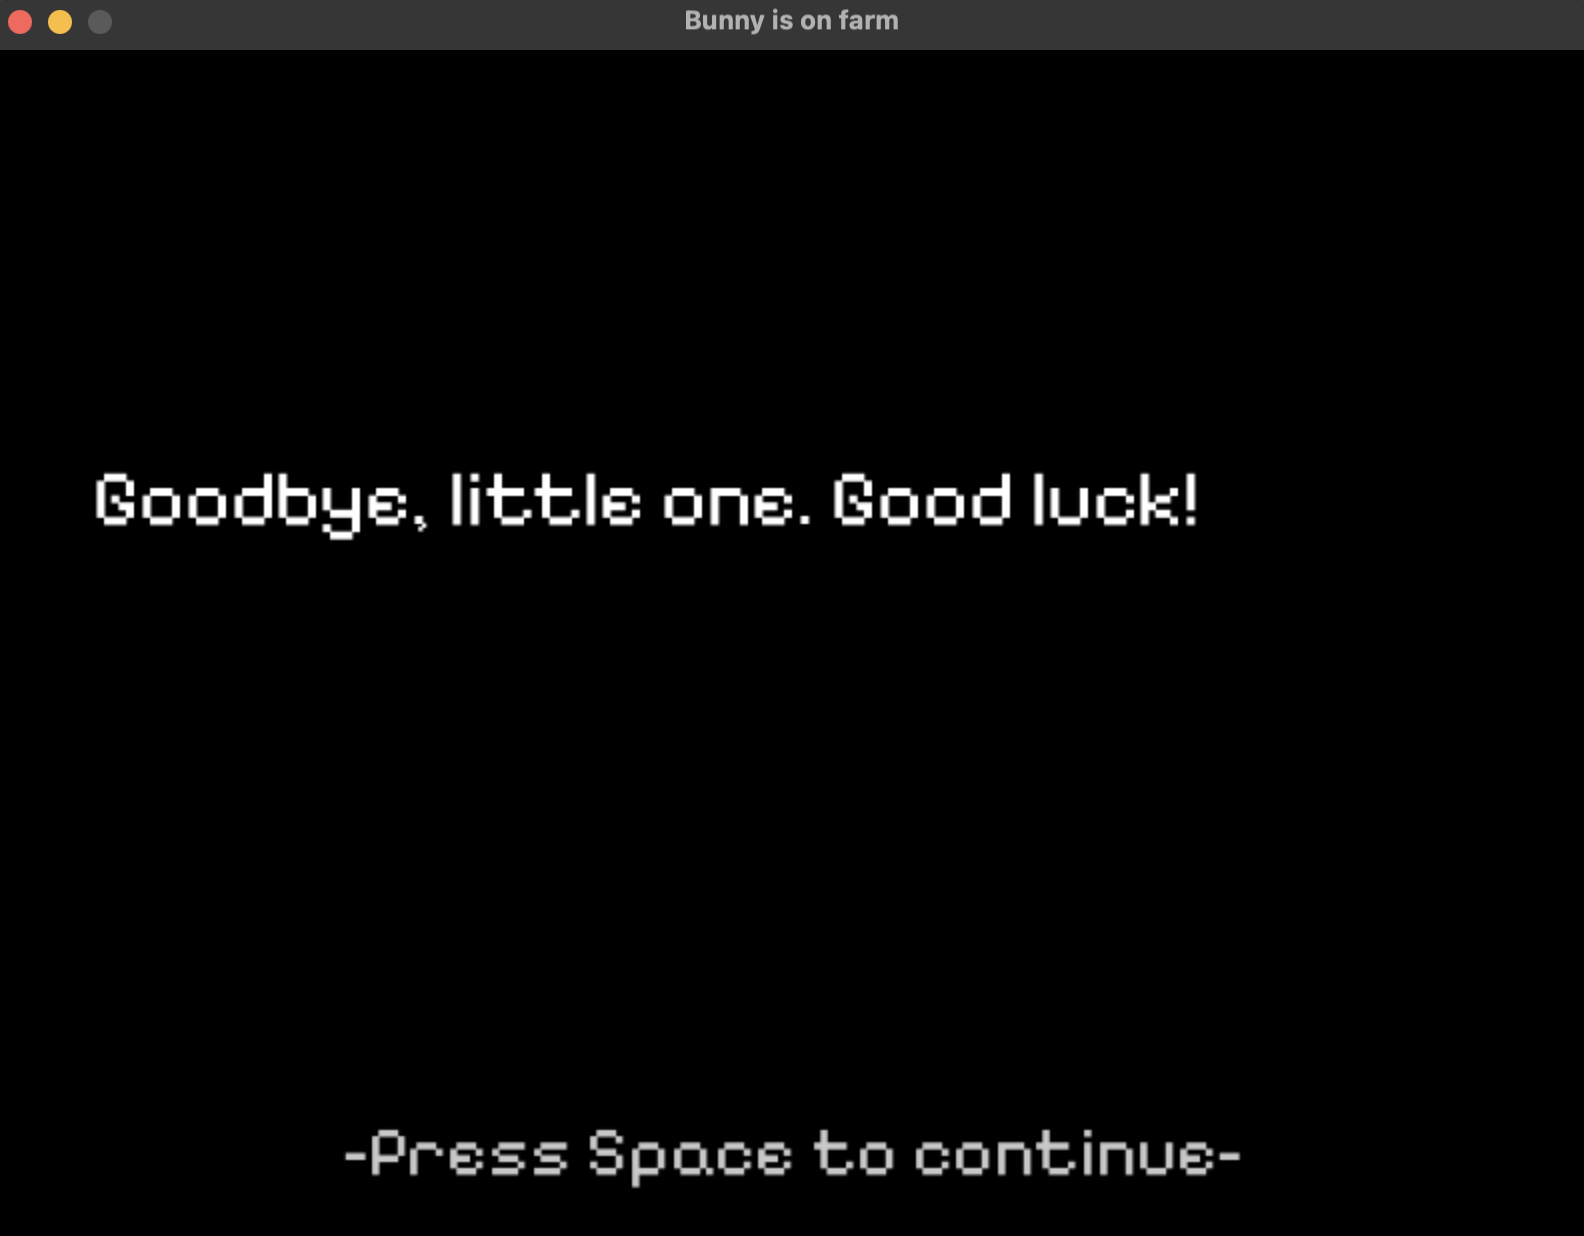 Bunny is on farm
Goodbye, little one. Good luck!
-Press Space to continue-